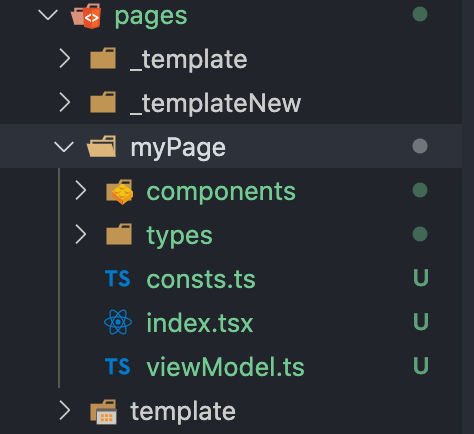 pages
_template
_templateNew
myPage
components
types
TS consts.ts U
index.tsx U
TS viewModel.ts U
template